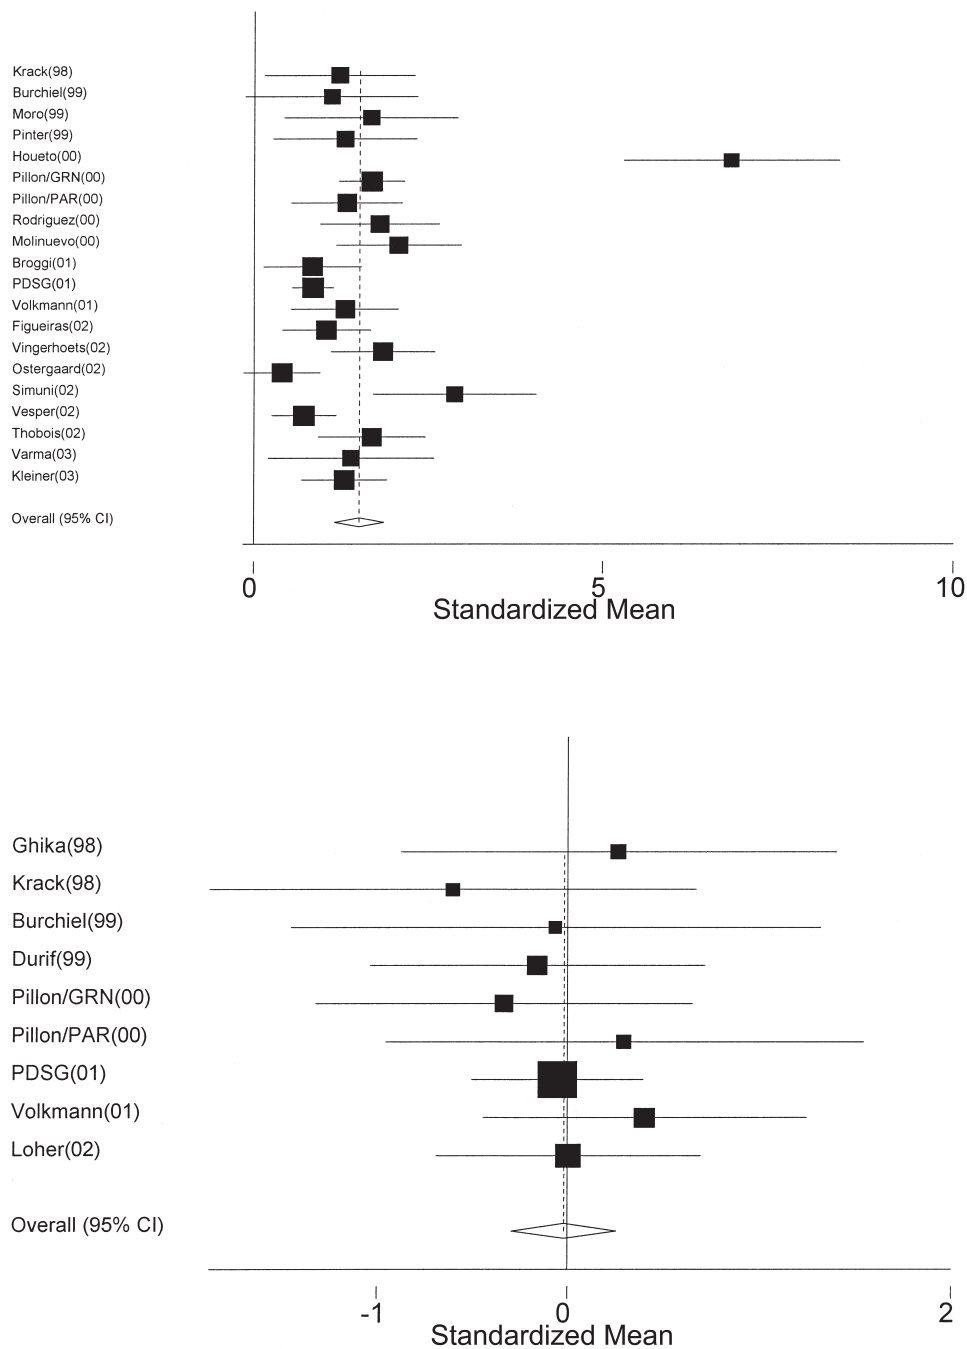 Krack(98)
Burchiel(99)
Moro(99)
Pinter(99)
Houeto(00)
Pillon/GRN(00)
Pillon/PAR(00)
Rodriguez(00)
Molinuevo(00)
Broggi(01)
PDSG(01)
Volkmann(01)
Figueiras(02)
Vingerhoets(02)
Ostergaard(02)
Simuni(02)
Vesper(02)
Thobois(02)
Varma(03)
Kleiner(03)
Overall (95% CI)
0 5 10
Standardized Mean
Ghika(98)
Krack(98)
Burchiel(99)
Durif(99)
Pillon/GRN(00)
Pillon/PAR(00)
PDSG(01)
Volkmann(01)
Loher(02)
Overall (95% CI)
-1 0 2
Standardized Mean